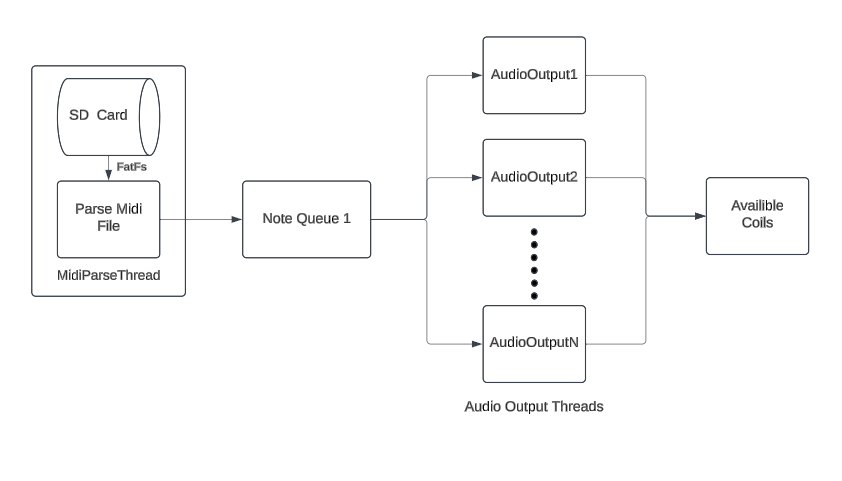 SD Card
FatFs
Parse Midi
File
MidiParseThread
Note Queue 1
AudioOutput1
AudioOutput2
AudioOutputN
Audio Output Threads
Availible
Coils